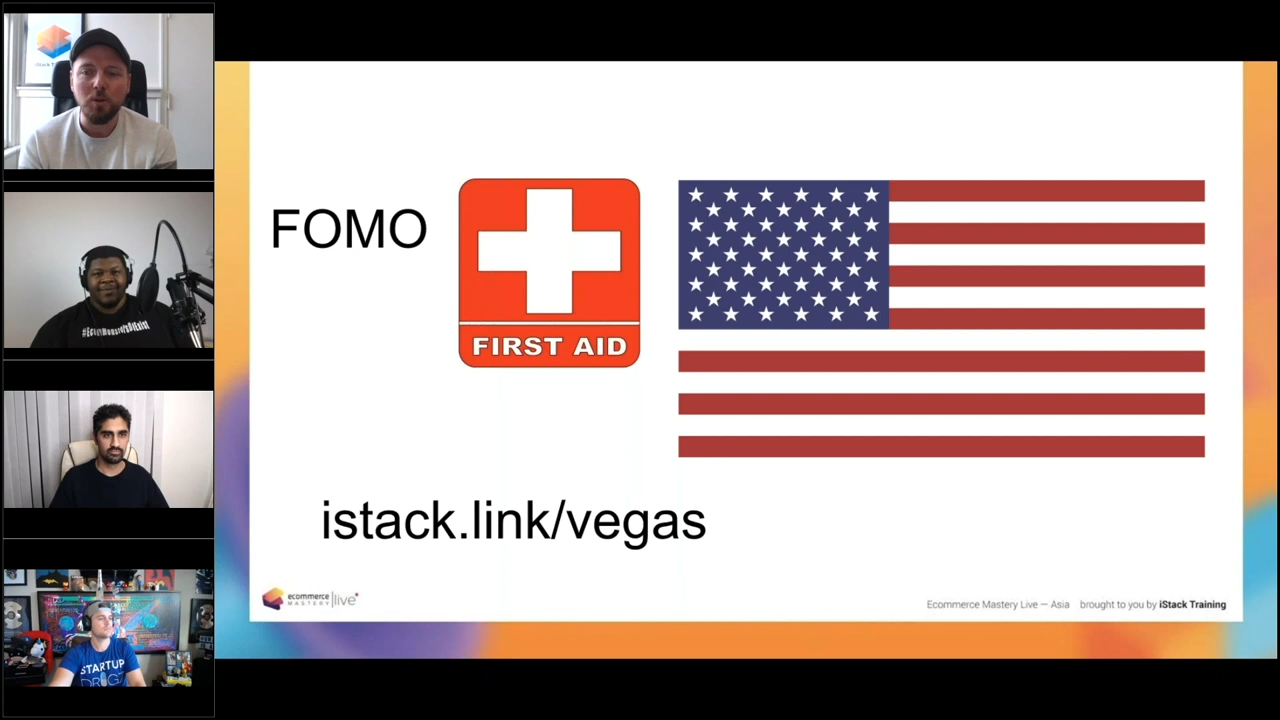 FOMO
FIRST AID
istack.link/vegas
ecommerce
MASTERY live
Ecommerce Mastery Live — Asia brought to you by iStack Training
STARTUP